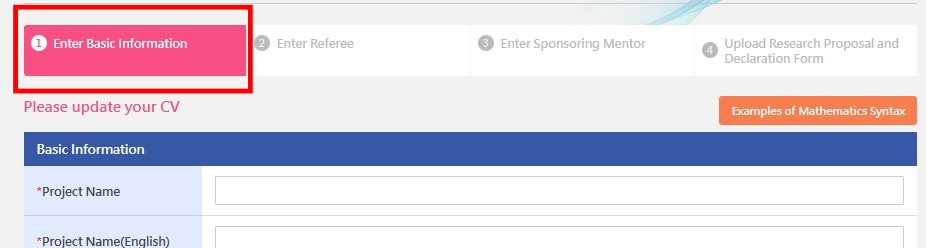 1 Enter Basic Information
2 Enter Referee
3 Enter Sponsoring Mentor
4 Upload Research Proposal and
Declaration Form
Please update your CV
Examples of Mathematics Syntax
Basic Information
*Project Name
*Project Name(English)